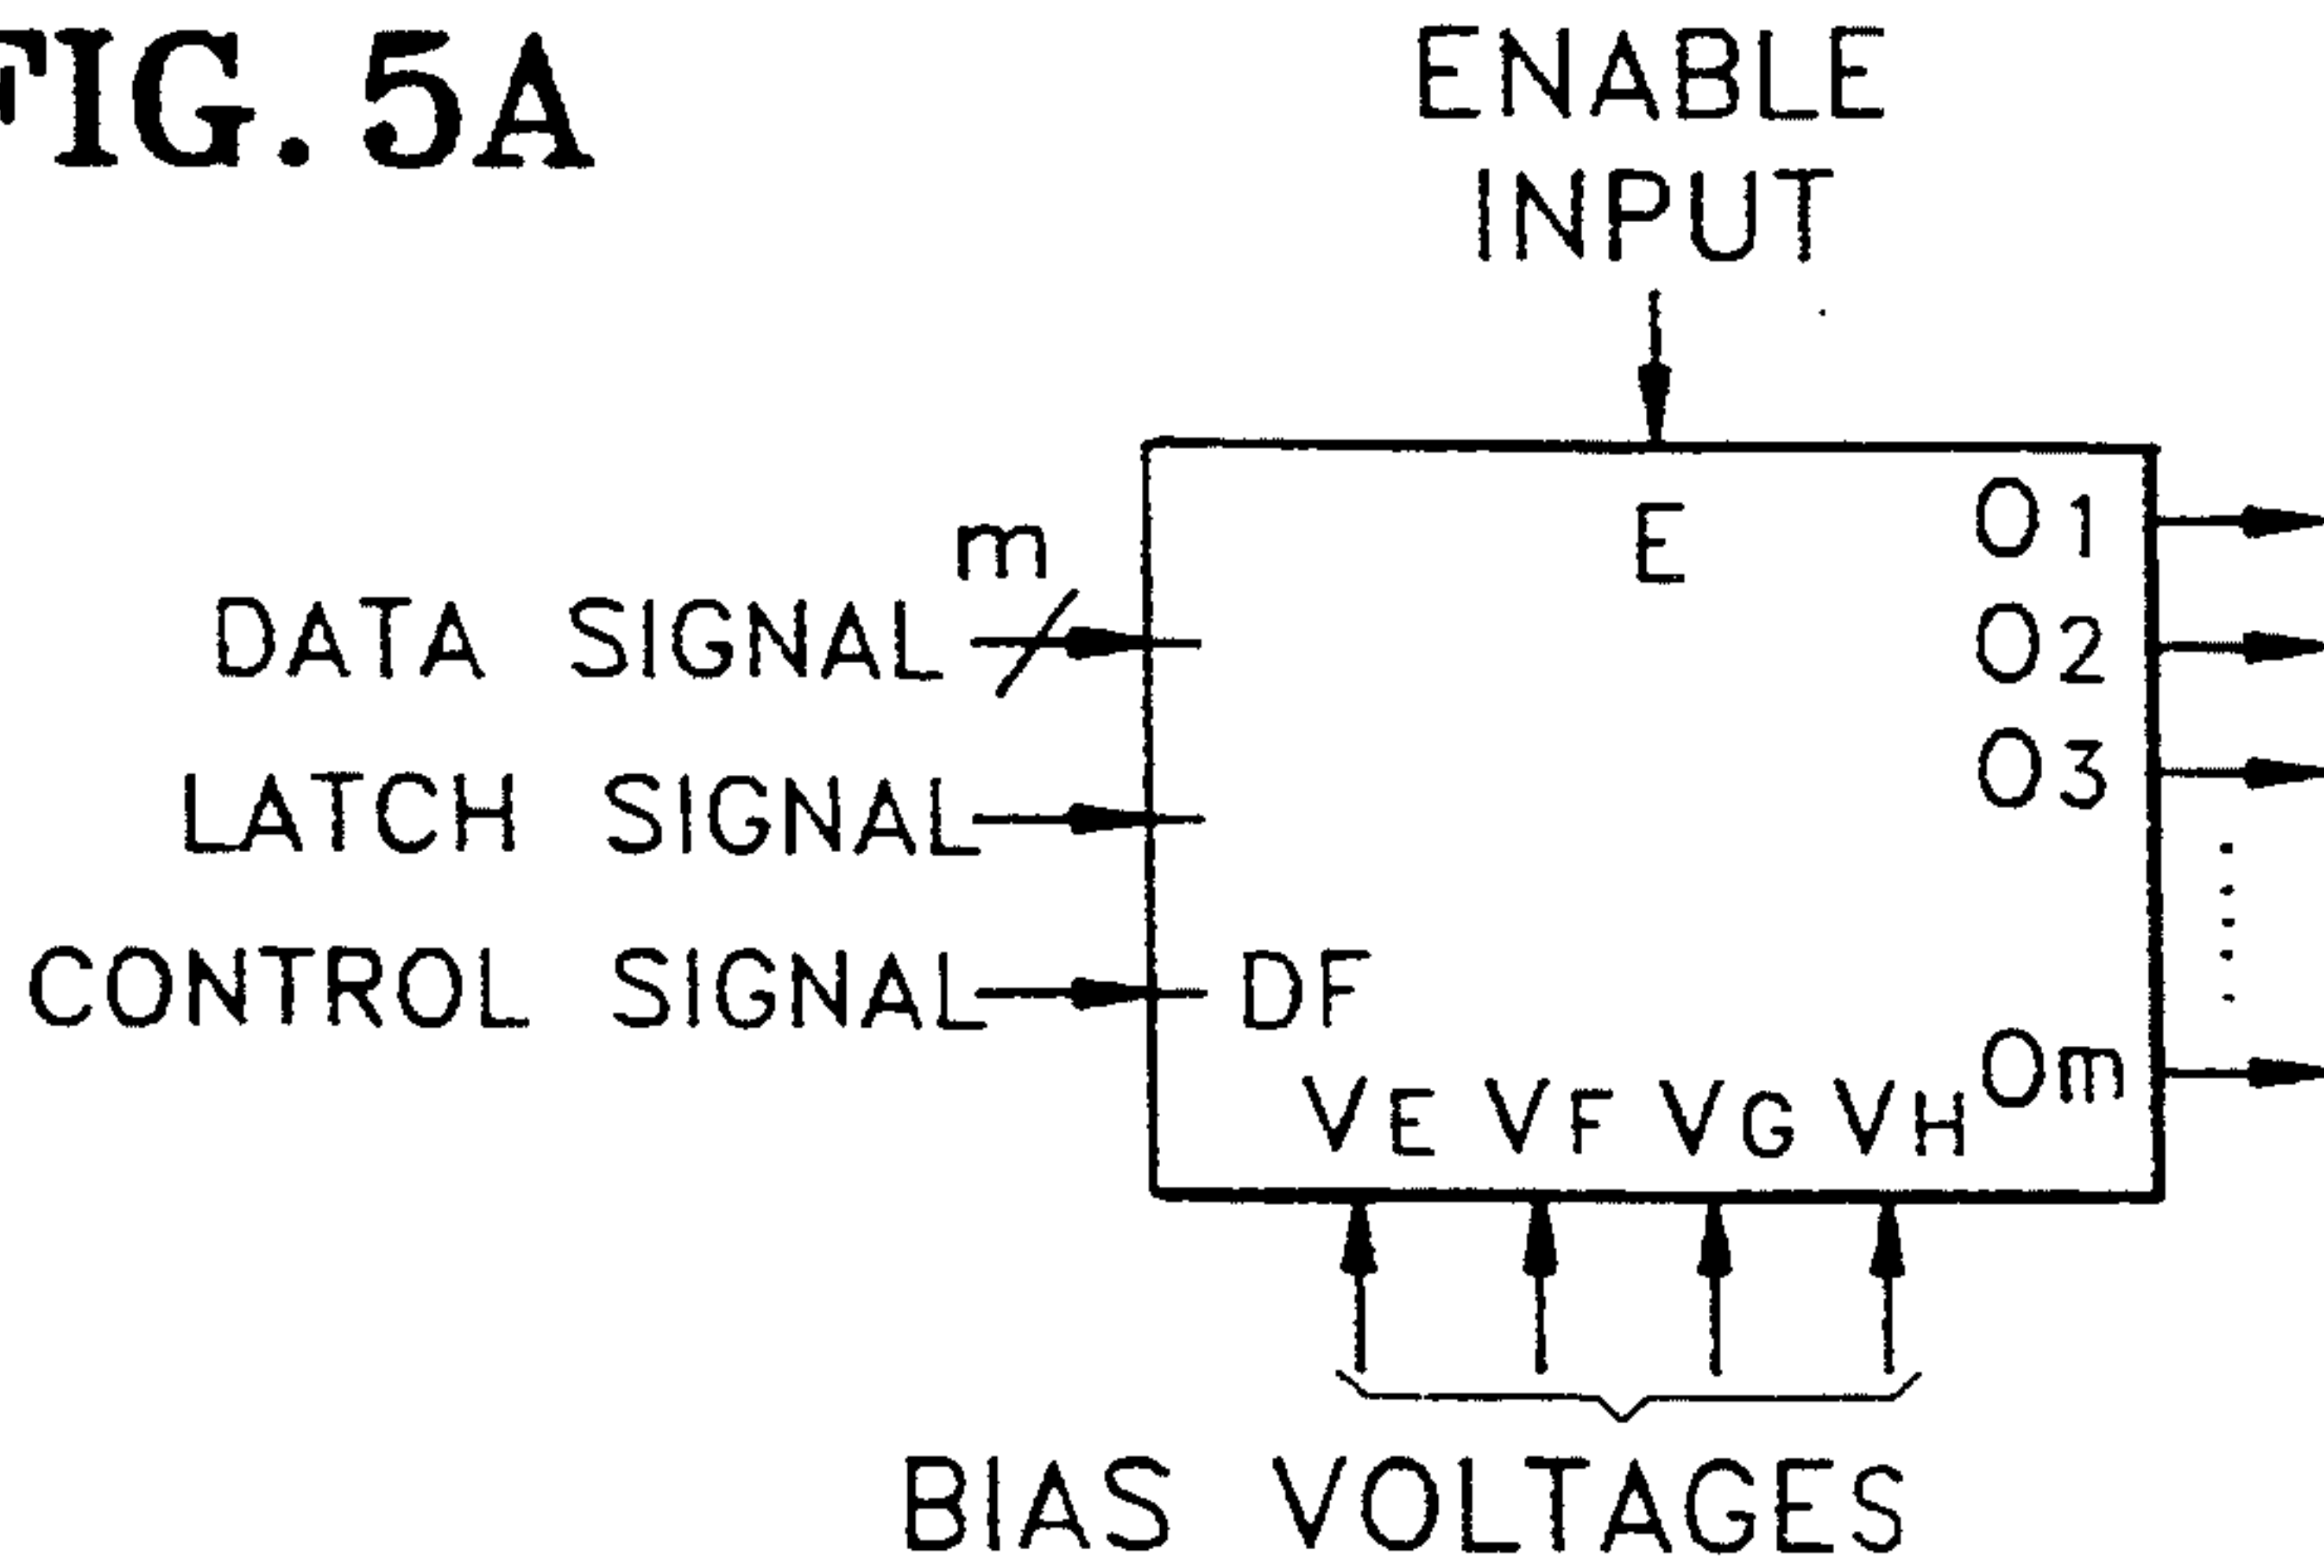 FIG. 5A
ENABLE
INPUT
E
O1
m
DATA SIGNAL
O2
O3
LATCH SIGNAL
CONTROL SIGNAL
DF
Om
VE VF VG VH
BIAS VOLTAGES